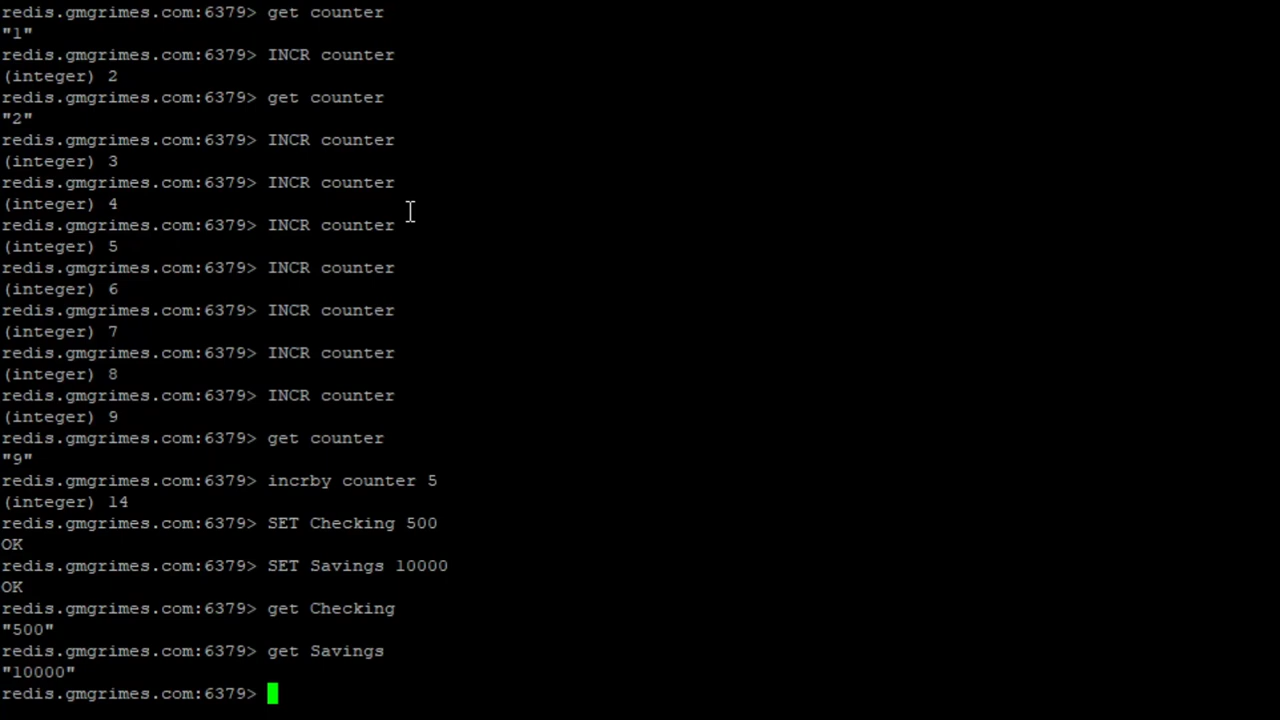 redis.gmgrimes.com:6379> get counter
"1"
redis.gmgrimes.com:6379> INCR counter
(integer) 2
redis.gmgrimes.com:6379> get counter
"2"
redis.gmgrimes.com:6379> INCR counter
(integer) 3
redis.gmgrimes.com:6379> INCR counter
(integer) 4
redis.gmgrimes.com:6379> INCR counter
(integer) 5
redis.gmgrimes.com:6379> INCR counter
(integer) 6
redis.gmgrimes.com:6379> INCR counter
(integer) 7
redis.gmgrimes.com:6379> INCR counter
(integer) 8
redis.gmgrimes.com:6379> INCR counter
(integer) 9
redis.gmgrimes.com:6379> get counter
"9"
redis.gmgrimes.com:6379> incrby counter 5
(integer) 14
redis.gmgrimes.com:6379> SET Checking 500
OK
redis.gmgrimes.com:6379> SET Savings 10000
OK
redis.gmgrimes.com:6379> get Checking
"500"
redis.gmgrimes.com:6379> get Savings
"10000"
redis.gmgrimes.com:6379>